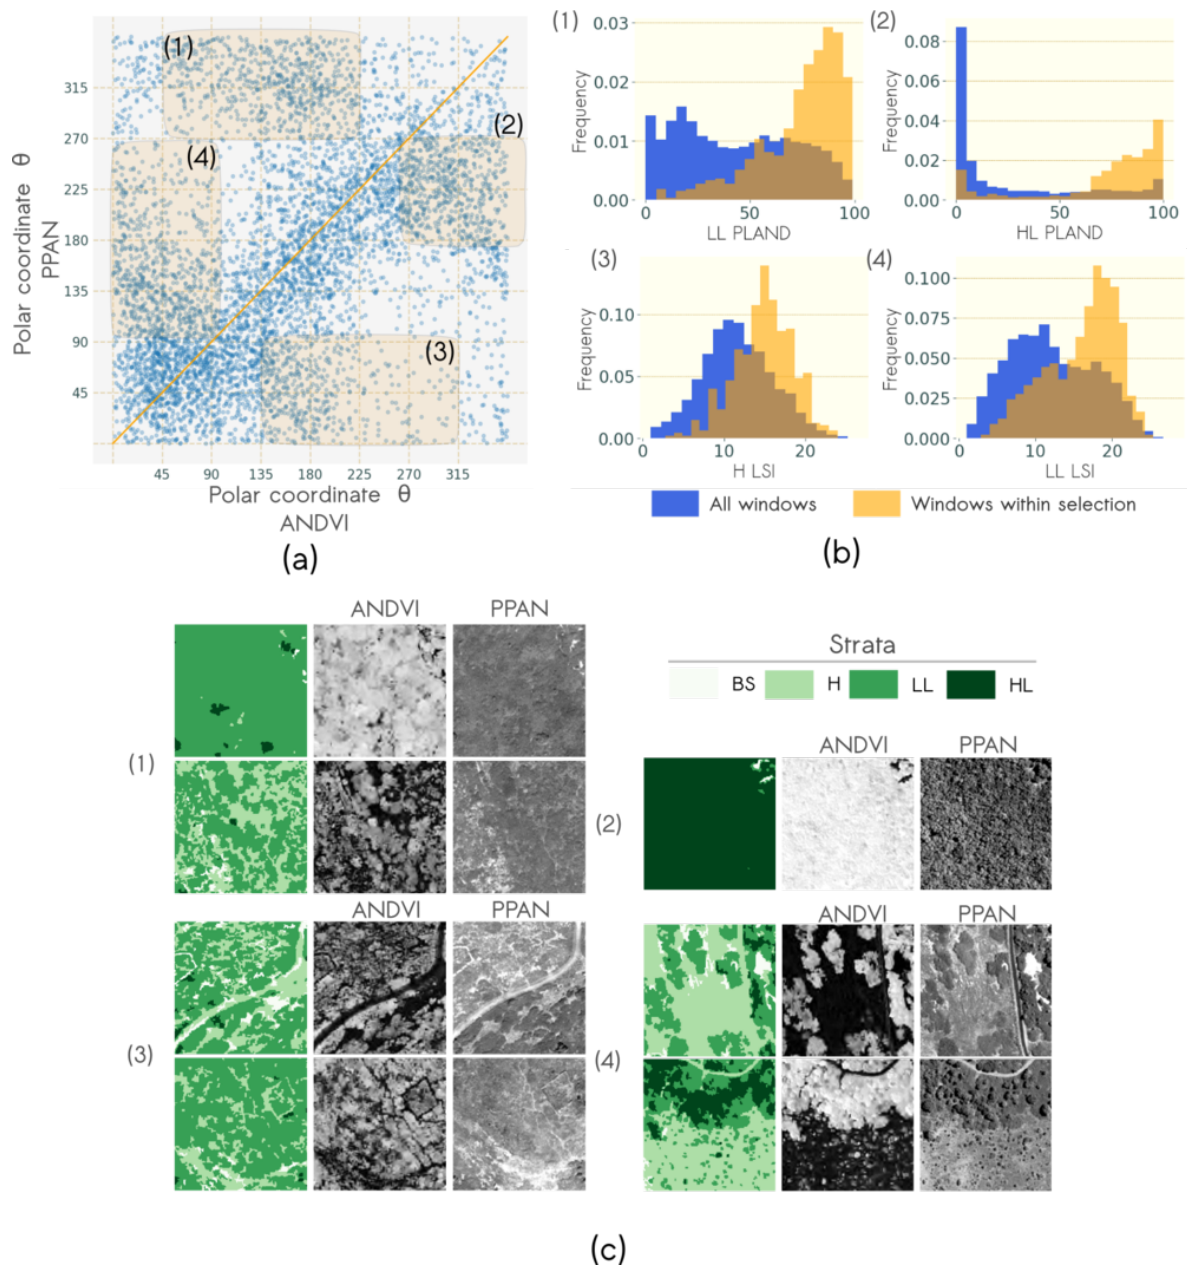 (1)
(2)
(3)
(4)
Polar coordinate θ
PPAN
315
270
225
180
135
90
45
45 90 135 180 225 270 315
Polar coordinate θ
ANDVI
(a)
(1)
Frequency
0.03
0.02
0.01
0.00
0 50 100
LL PLAND
(2)
Frequency
0.08
0.06
0.04
0.02
0.00
0 50 100
HL PLAND
(3)
Frequency
0.10
0.05
0.00
0 10 20
H LSI
(4)
Frequency
0.100
0.075
0.050
0.025
0.000
0 10 20
LL LSI
All windows Windows within selection
(b)
ANDVI PPAN
(1)
Strata
BS H LL HL
ANDVI PPAN
(2)
ANDVI PPAN
(3)
ANDVI PPAN
(4)
(c)